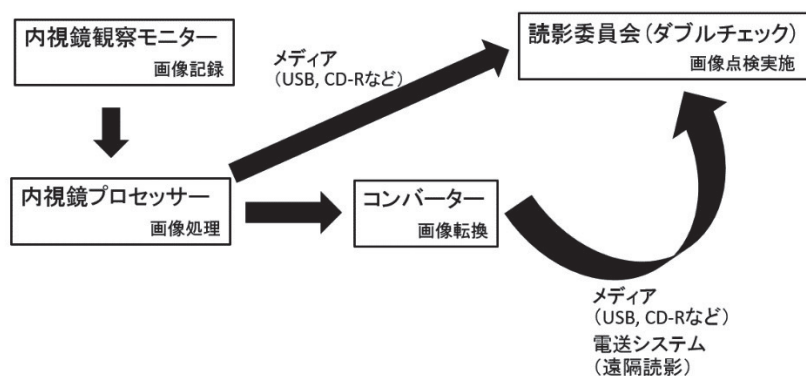 内視鏡観察モニター
画像記録
メディア
(USB, CD-Rなど)
読影委員会(ダブルチェック)
画像点検実施
内視鏡プロセッサー
画像処理
コンバーター
画像転換
メディア
(USB, CD-Rなど)
電送システム
(遠隔読影)